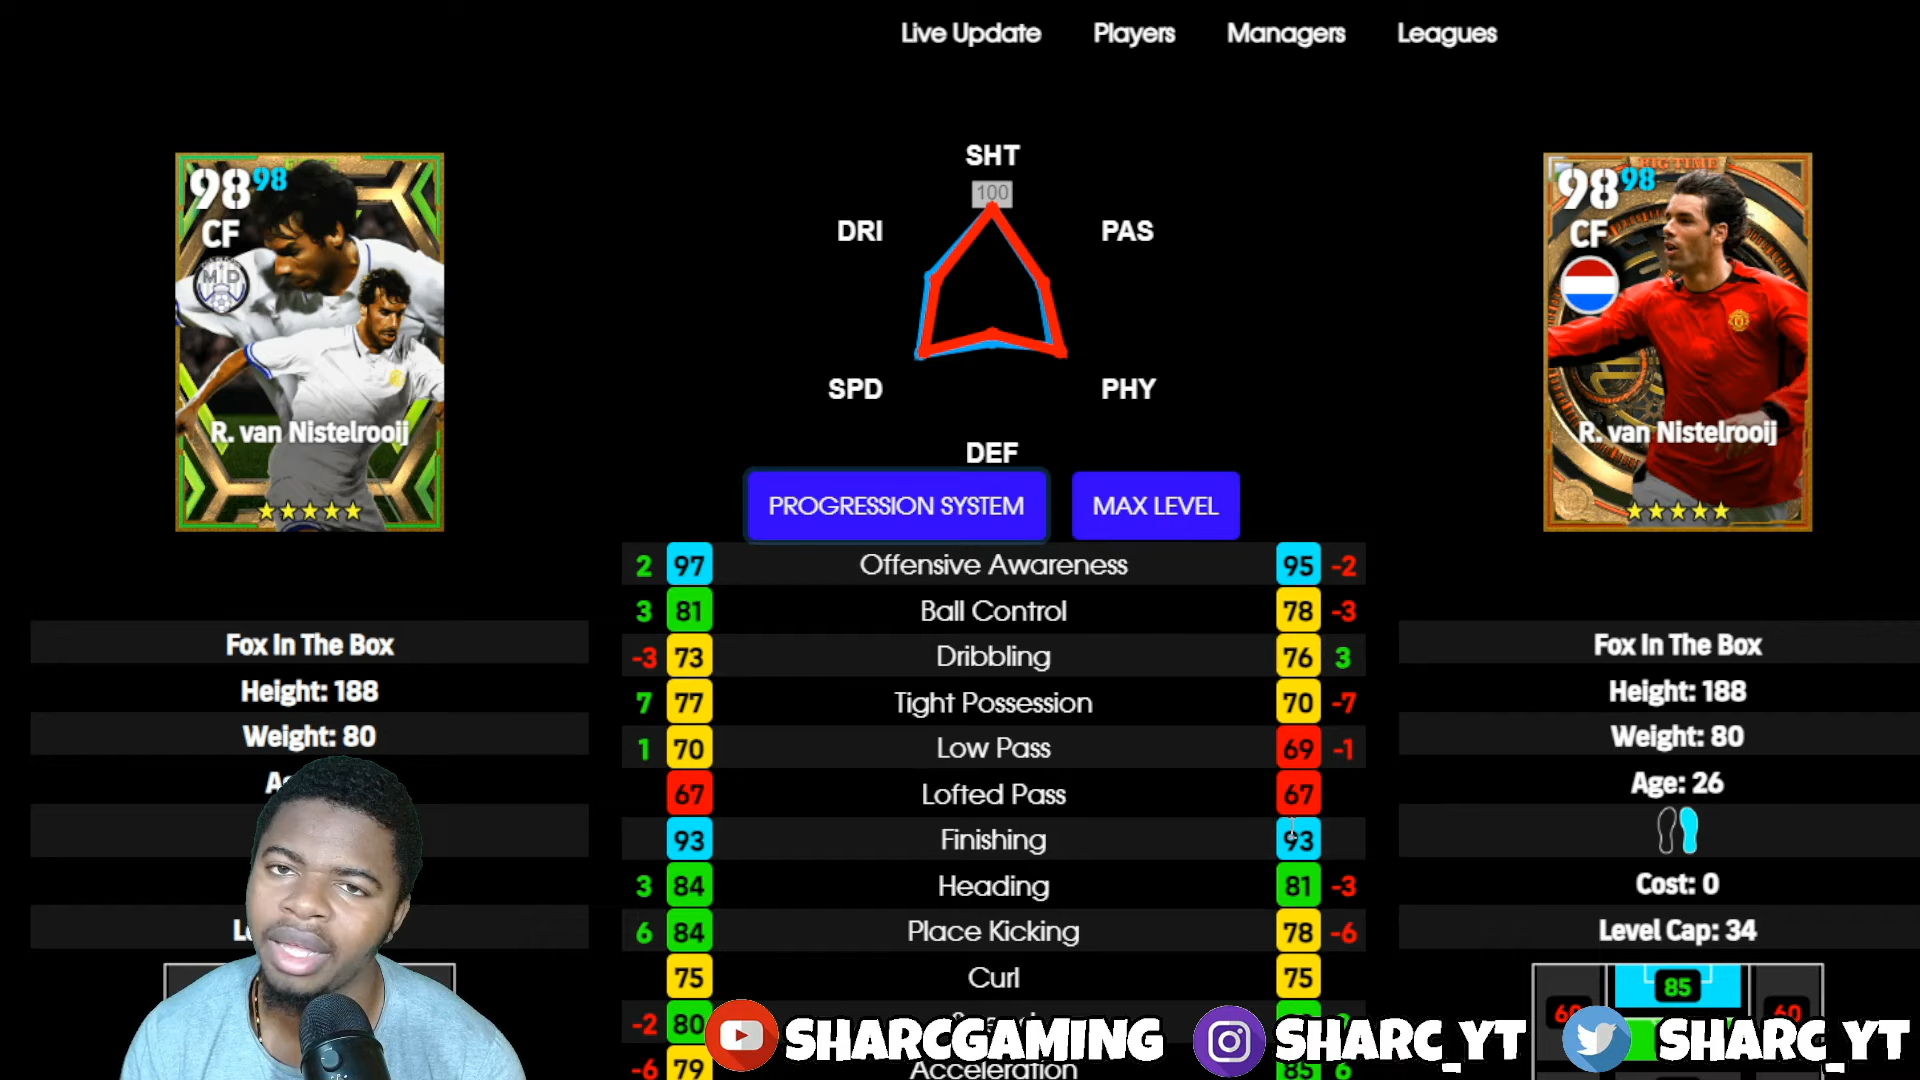 Live Update Players Managers Leagues
SHT
100
DRI PAS
SPD PHY
DEF
98 98
CF
MD
R. van Nistelrooij
BIG TIME
98 98
CF
R. van Nistelrooij
PROGRESSION SYSTEM MAX LEVEL
2 97 Offensive Awareness 95 -2
3 81 Ball Control 78 -3
-3 73 Dribbling 76 3
7 77 Tight Possession 70 -7
1 70 Low Pass 69 -1
67 Lofted Pass 67
93 Finishing 93
3 84 Heading 81 -3
6 84 Place Kicking 78 -6
75 Curl 75
-2 80
-6 79 Acceleration 85 6
Fox In The Box
Height: 188
Weight: 80
Fox In The Box
Height: 188
Weight: 80
Age: 26
Cost: 0
Level Cap: 34
85
60
SHARCGAMING SHARC_YT SHARC_YT